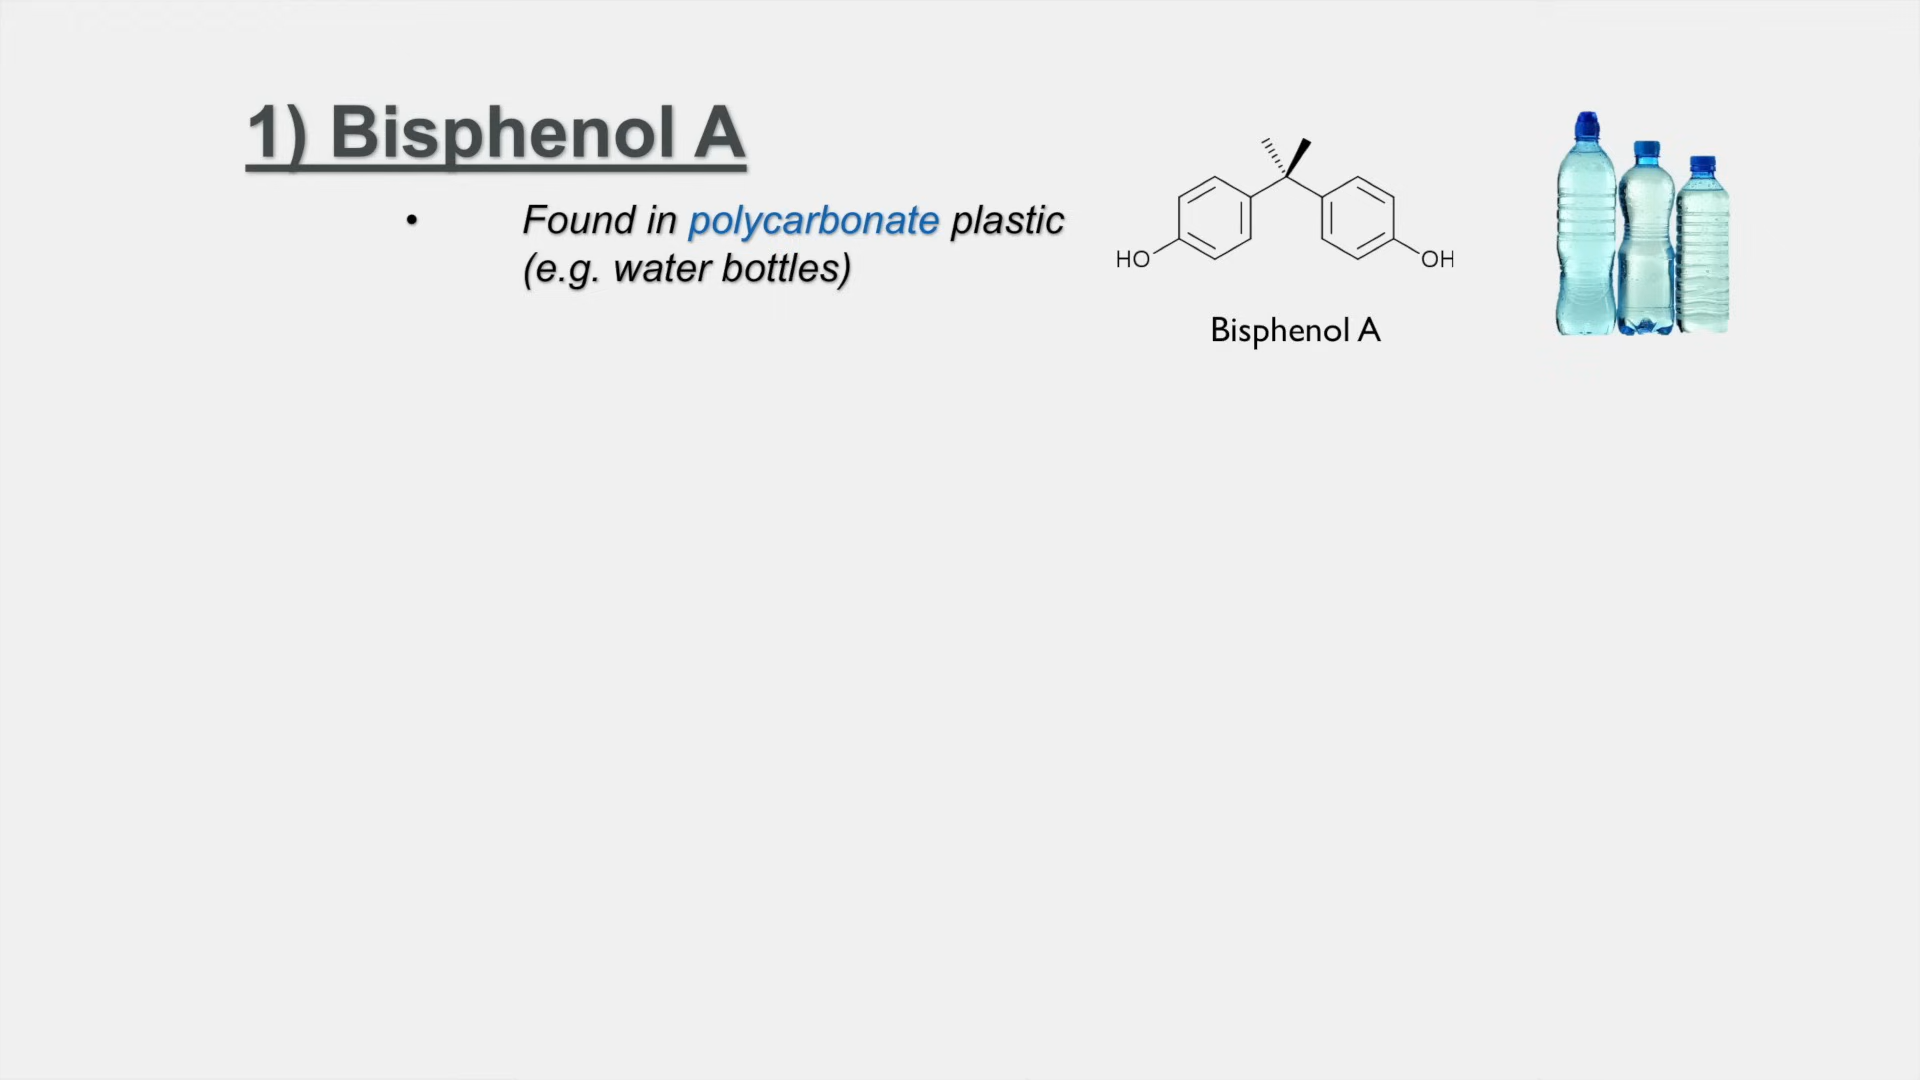 1) Bisphenol A
• Found in polycarbonate plastic
(e.g. water bottles)
HO
OH
Bisphenol A